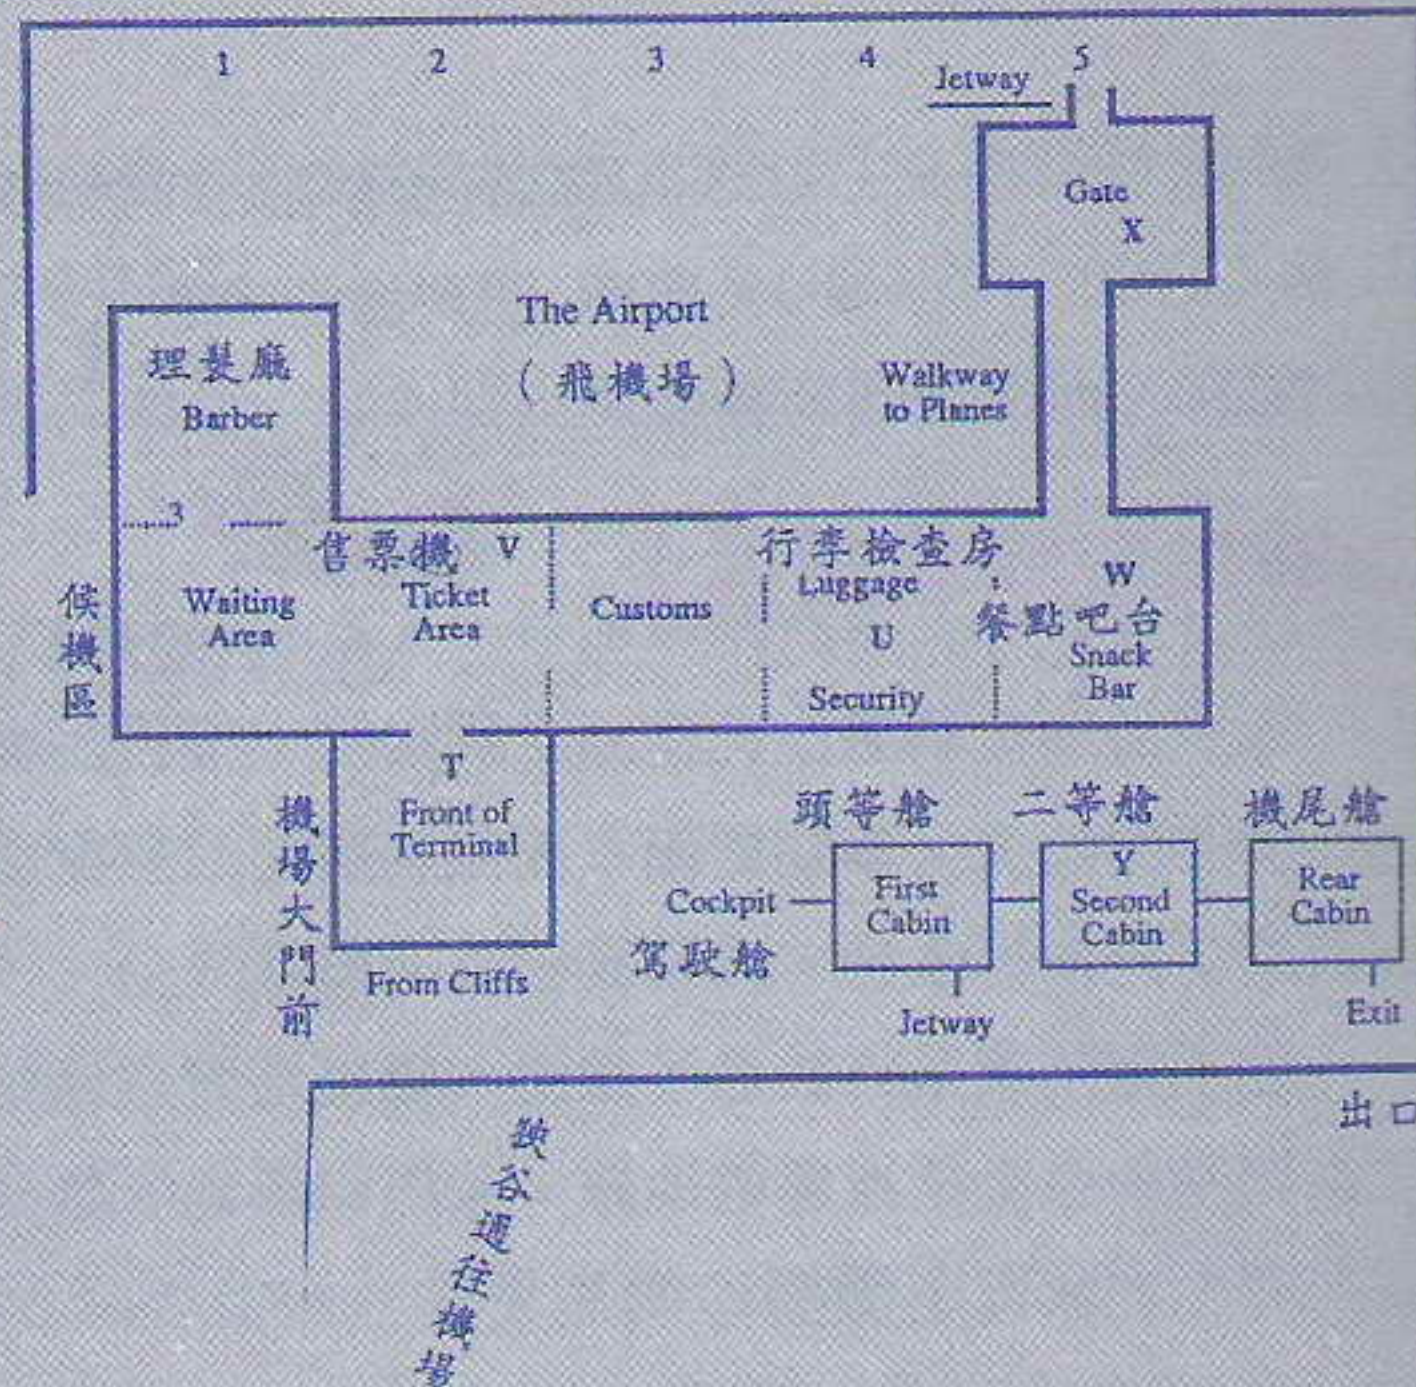 1 2 3 4 5
Jetway
Gate
X
The Airport
（飛機場）
理髮廳
Barber
Walkway
to Planes
3
售票機 V
Ticket
Area
候機區
Waiting
Area
Customs
行李檢查房
Luggage
U
Security
W
餐點吧台
Snack
Bar
T
Front of
Terminal
機場大門前
From Cliffs
頭等艙
二等艙
機尾艙
Cockpit
駕駛艙
First
Cabin
Y
Second
Cabin
Rear
Cabin
Jetway
Exit
出口
狹谷通往機場